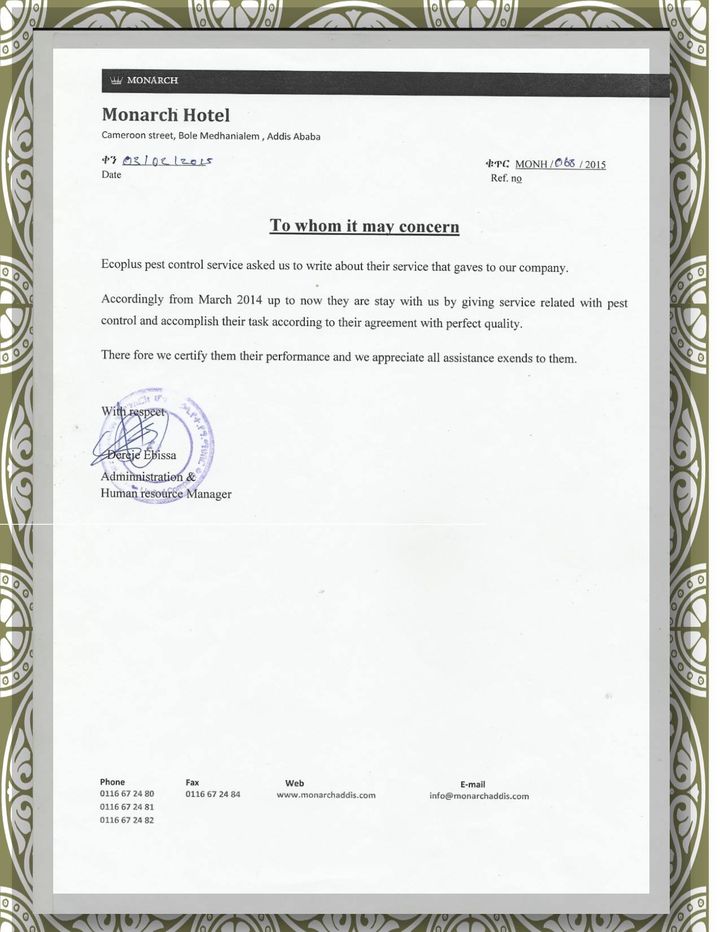 MONARCH
Monarch Hotel
Cameroon street, Bole Medhanialem , Addis Ababa
ቀን 03/02/2015
Date
ቁጥር MONH/068/2015
Ref. no
To whom it may concern
Ecoplus pest control service asked us to write about their service that gaves to our company.
Accordingly from March 2014 up to now they are stay with us by giving service related with pest
control and accomplish their task according to their agreement with perfect quality.
There fore we certify them their performance and we appreciate all assistance exends to them.
With respect
Dereje Ebissa
Adminnistration &
Human resource Manager
Phone
0116 67 24 80
0116 67 24 81
0116 67 24 82
Fax
0116 67 24 84
Web
www.monarchaddis.com
E-mail
info@monarchaddis.com